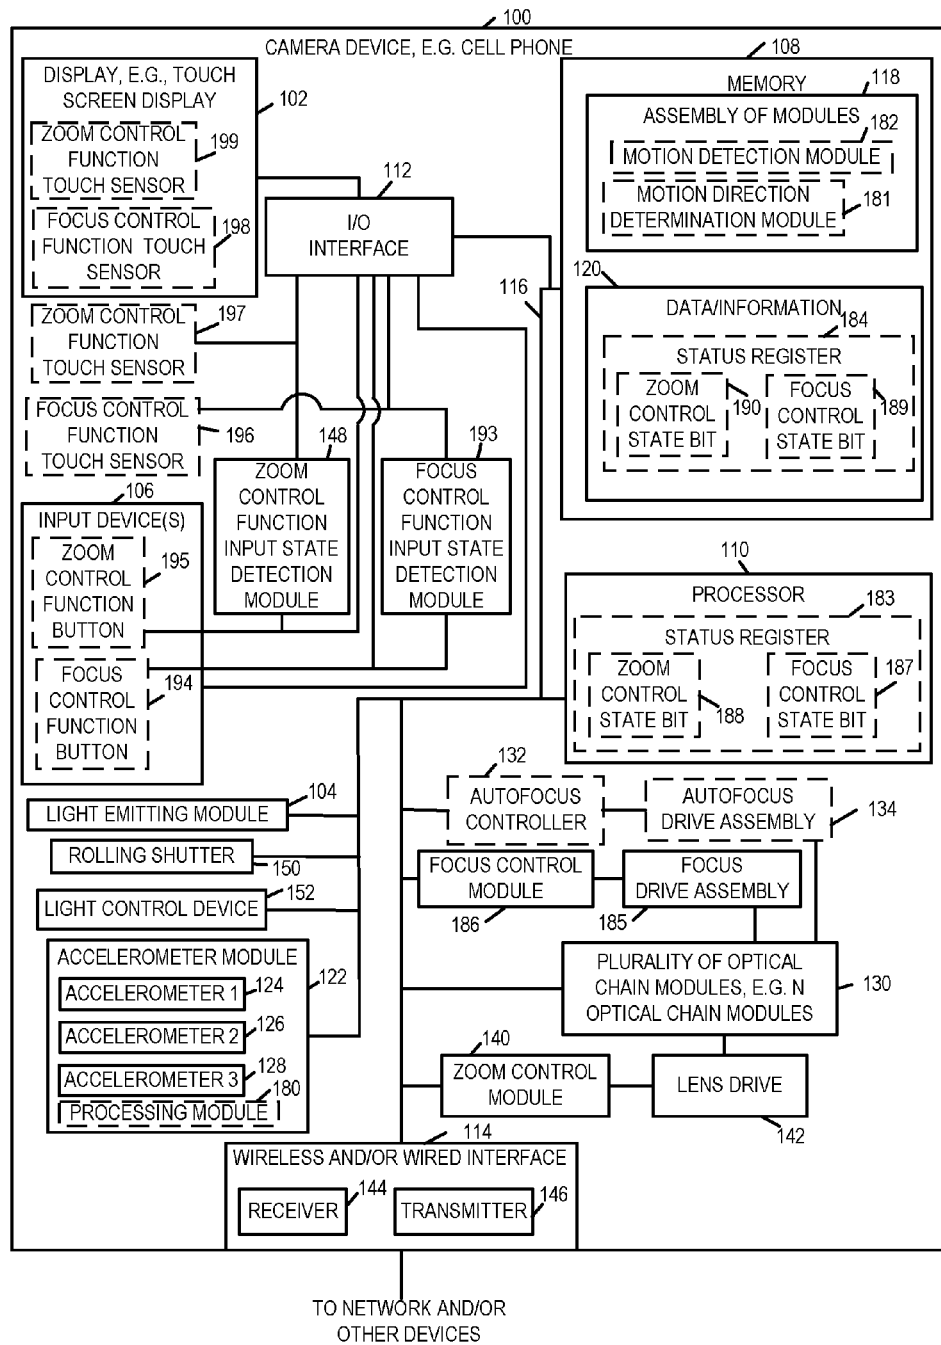 100
CAMERA DEVICE, E.G. CELL PHONE
DISPLAY, E.G., TOUCH
SCREEN DISPLAY
102
ZOOM CONTROL
FUNCTION
TOUCH SENSOR
199
FOCUS CONTROL
FUNCTION TOUCH
SENSOR
198
ZOOM CONTROL
FUNCTION
TOUCH SENSOR
197
FOCUS CONTROL
FUNCTION
TOUCH SENSOR
196
112
I/O
INTERFACE
116
108
MEMORY
118
ASSEMBLY OF MODULES
182
MOTION DETECTION MODULE
MOTION DIRECTION
DETERMINATION MODULE
181
120
DATA/INFORMATION
184
STATUS REGISTER
ZOOM
CONTROL
STATE BIT
190
FOCUS
CONTROL
STATE BIT
189
106
INPUT DEVICE(S)
ZOOM
CONTROL
FUNCTION
BUTTON
195
FOCUS
CONTROL
FUNCTION
BUTTON
194
148
ZOOM
CONTROL
FUNCTION
INPUT STATE
DETECTION
MODULE
193
FOCUS
CONTROL
FUNCTION
INPUT STATE
DETECTION
MODULE
110
PROCESSOR
183
STATUS REGISTER
ZOOM
CONTROL
STATE BIT
188
FOCUS
CONTROL
STATE BIT
187
LIGHT EMITTING MODULE
104
ROLLING SHUTTER
150
LIGHT CONTROL DEVICE
152
ACCELEROMETER MODULE
122
ACCELEROMETER 1
124
ACCELEROMETER 2
126
ACCELEROMETER 3
128
PROCESSING MODULE
180
132
AUTOFOCUS
CONTROLLER
AUTOFOCUS
DRIVE ASSEMBLY
134
FOCUS CONTROL
MODULE
186
FOCUS
DRIVE ASSEMBLY
185
PLURALITY OF OPTICAL
CHAIN MODULES, E.G. N
OPTICAL CHAIN MODULES
130
140
ZOOM CONTROL
MODULE
LENS DRIVE
142
114
WIRELESS AND/OR WIRED INTERFACE
RECEIVER
144
TRANSMITTER
146
TO NETWORK AND/OR
OTHER DEVICES